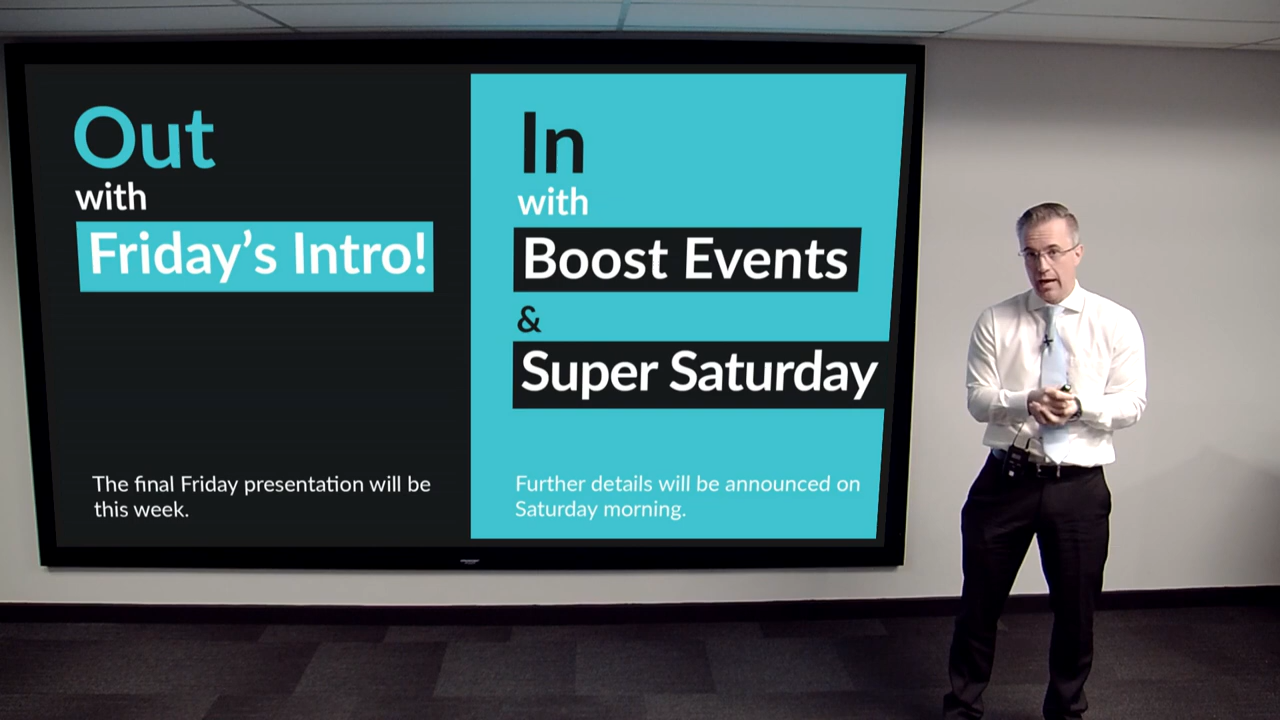 Out
with
Friday's Intro!
The final Friday presentation will be
this week.
In
with
Boost Events
&
Super Saturday
Further details will be announced on
Saturday morning.